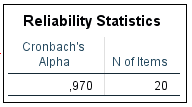 Reliability Statistics
Cronbach's
Alpha N of Items
,970 20